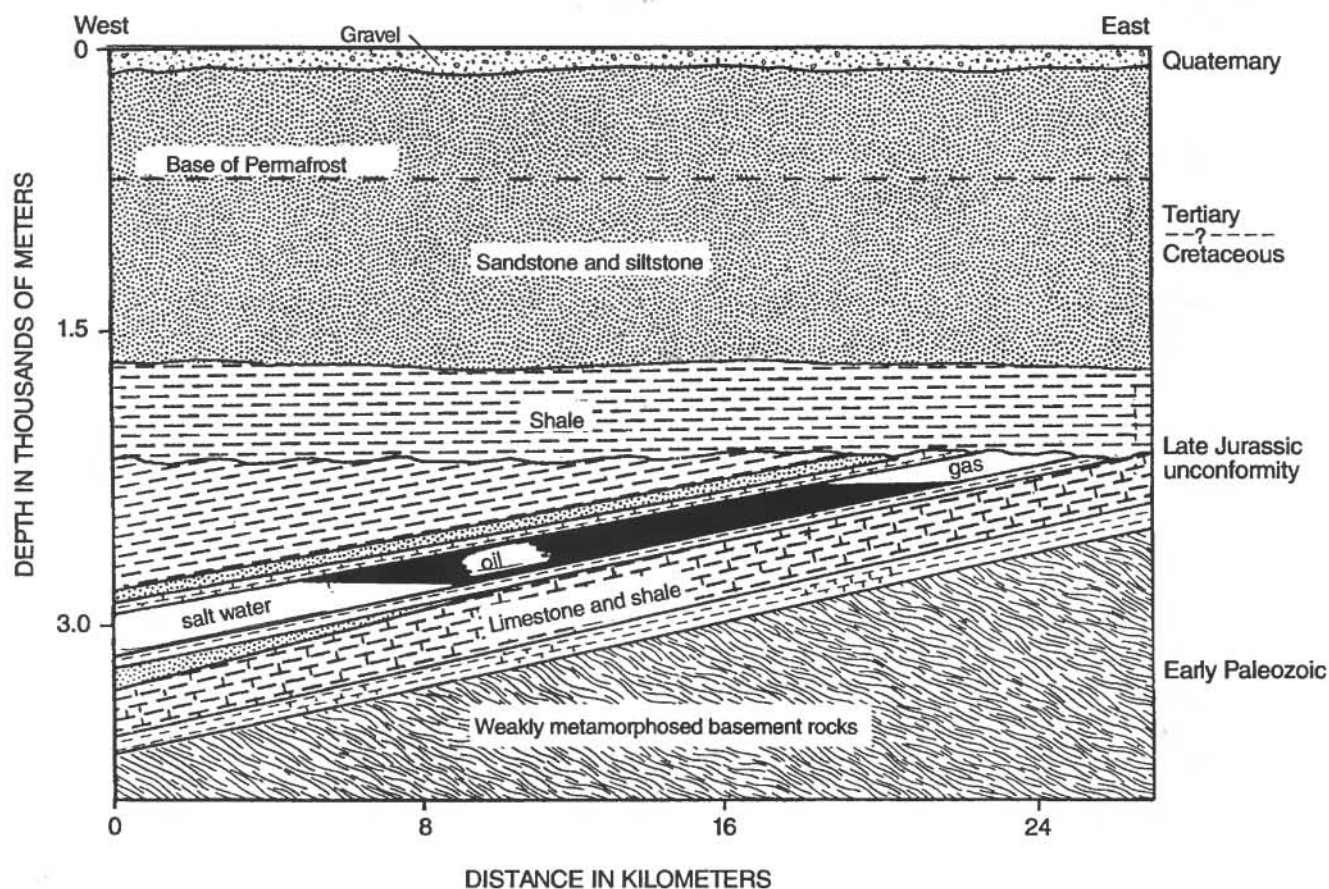 West
East
Gravel
0
Quaternary
Base of Permafrost
Tertiary
?
Cretaceous
Sandstone and siltstone
1.5
Shale
Late Jurassic
unconformity
gas
oil
salt water
3.0
Limestone and shale
Early Paleozoic
Weakly metamorphosed basement rocks
DEPTH IN THOUSANDS OF METERS
0
8
16
24
DISTANCE IN KILOMETERS